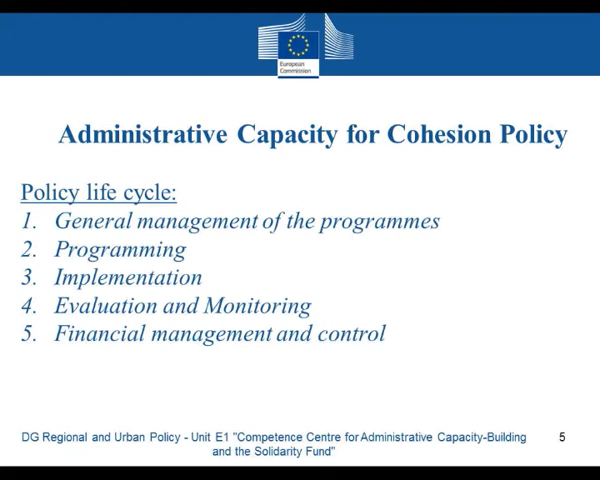 European
Commission
Administrative Capacity for Cohesion Policy
Policy life cycle:
1. General management of the programmes
2. Programming
3. Implementation
4. Evaluation and Monitoring
5. Financial management and control
DG Regional and Urban Policy - Unit E1 "Competence Centre for Administrative Capacity-Building
and the Solidarity Fund"
5